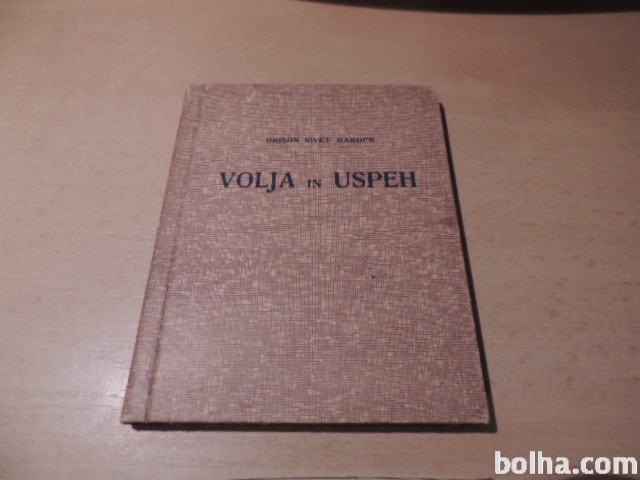 ORISON SWET MARDEN
VOLJA IN USPEH
bolha.com